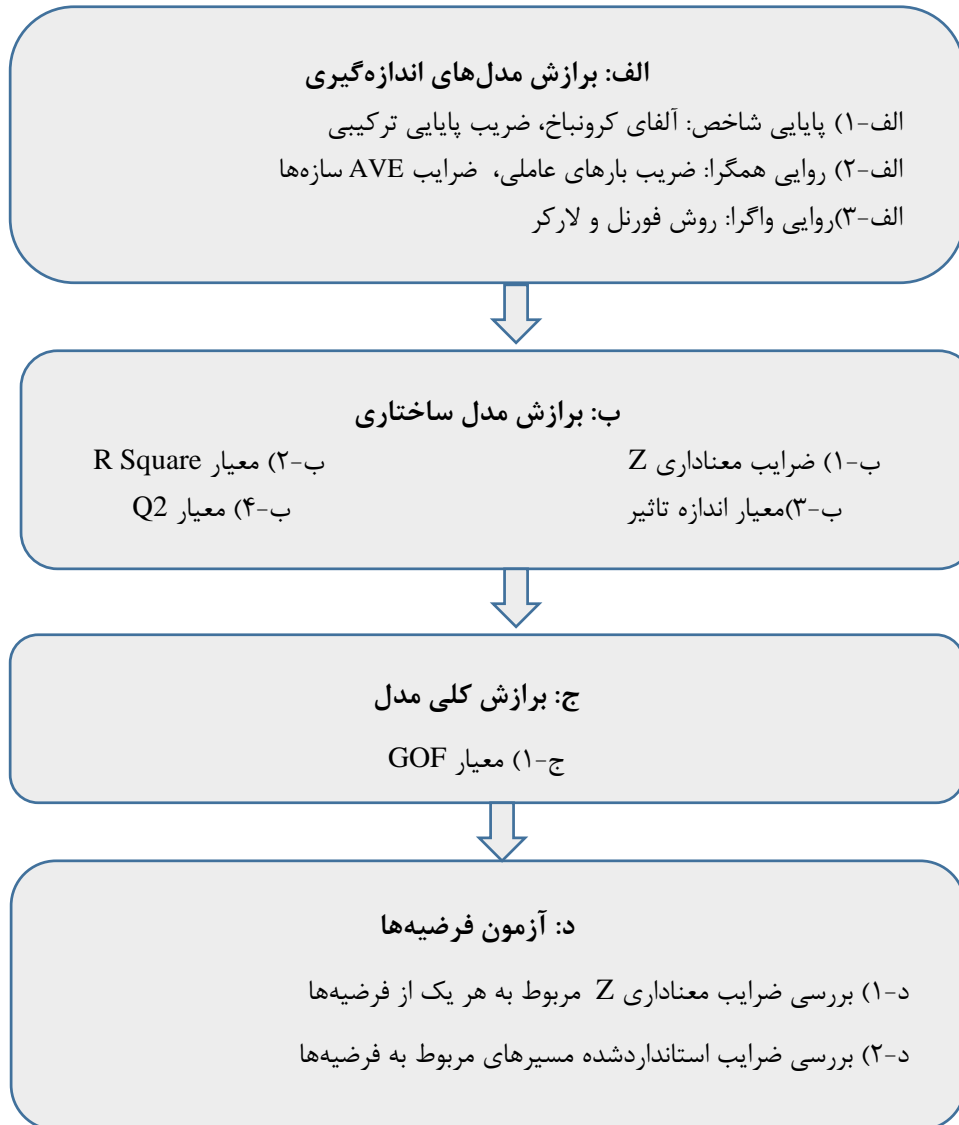 الف: برازش مدل‌های اندازه‌گیری
الف-۱) پایایی شاخص: آلفای کرونباخ، ضریب پایایی ترکیبی
الف-۲) روایی همگرا: ضریب بارهای عاملی، ضرایب AVE سازه‌ها
الف-۳)روایی واگرا: روش فورنل و لارکر
ب: برازش مدل ساختاری
ب-۱) ضرایب معناداری Z ب-۲) معیار R Square
ب-۳)معیار اندازه تاثیر ب-۴) معیار Q2
ج: برازش کلی مدل
ج-۱) معیار GOF
د: آزمون فرضیه‌ها
د-۱) بررسی ضرایب معناداری Z مربوط به هر یک از فرضیه‌ها
د-۲) بررسی ضرایب استانداردشده مسیرهای مربوط به فرضیه‌ها